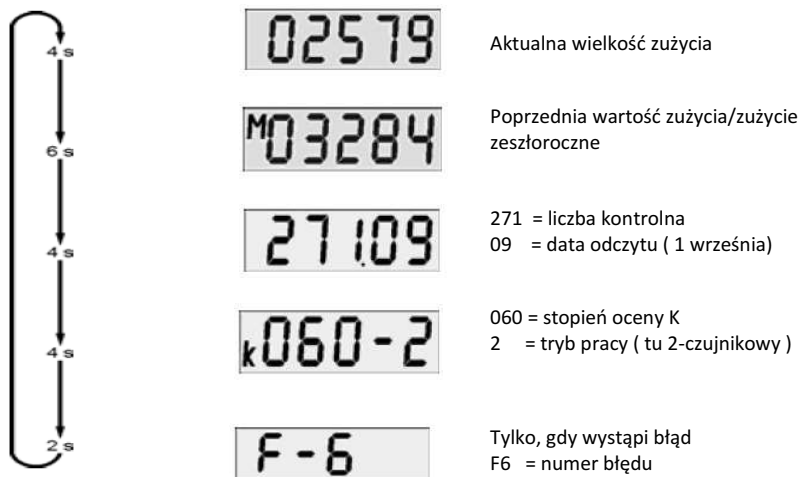 4 s
02579
Aktualna wielkość zużycia
6 s
M03284
Poprzednia wartość zużycia/zużycie
zeszłoroczne
4 s
271.09
271 = liczba kontrolna
09 = data odczytu ( 1 września)
4 s
k060-2
060 = stopień oceny K
2 = tryb pracy ( tu 2-czujnikowy )
2 s
F-6
Tylko, gdy wystąpi błąd
F6 = numer błędu